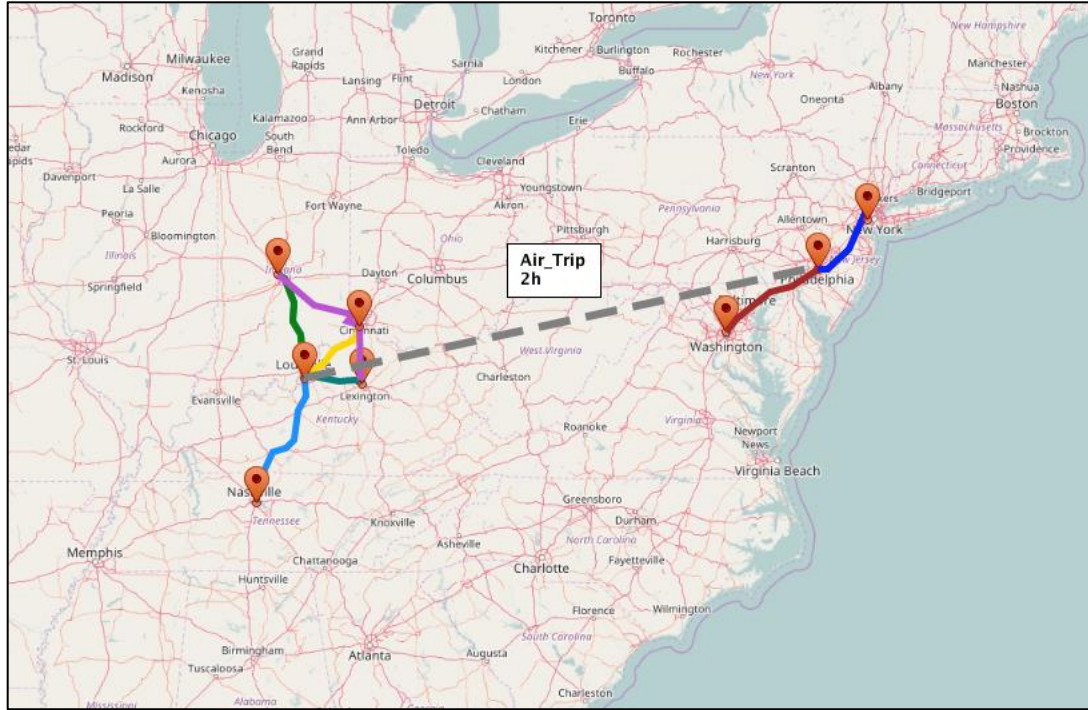 Toronto
New Hampshire
Milwaukee
Grand
Rapids
Kitchener
Burlington
Rochester
Manchester
Madison
Kenosha
Lansing
Flint
Sarnia
London
Buffalo
New York
Albany
Nashua
Boston
Detroit
Oneonta
Rockford
Chicago
Kalamazoo
Ann Arbor
Chatham
Massachusetts
Brockton
Aurora
South
Bend
Toledo
Erie
Providence
Davenport
La Salle
Cleveland
Scranton
Connecticut
Bridgeport
Peoria
Fort Wayne
Akron
Youngstown
Pennsylvania
Allentown
New York
Bloomington
Ohio
Pittsburgh
Harrisburg
New Jersey
Illinois
Indiana
Dayton
Columbus
Air_Trip
2h
Philadelphia
Springfield
Cincinnati
St. Louis
West Virginia
Washington
Evansville
Lexington
Charleston
Kentucky
Virginia
Roanoke
Newport
News
Virginia Beach
Nashville
Tennessee
Knoxville
Greensboro
Durham
Memphis
Chattanooga
Asheville
North Carolina
Charlotte
Fayetteville
Huntsville
Florence
Wilmington
Birmingham
Atlanta
South Carolina
Tuscaloosa
Augusta
Mississippi
Alabama
Charleston